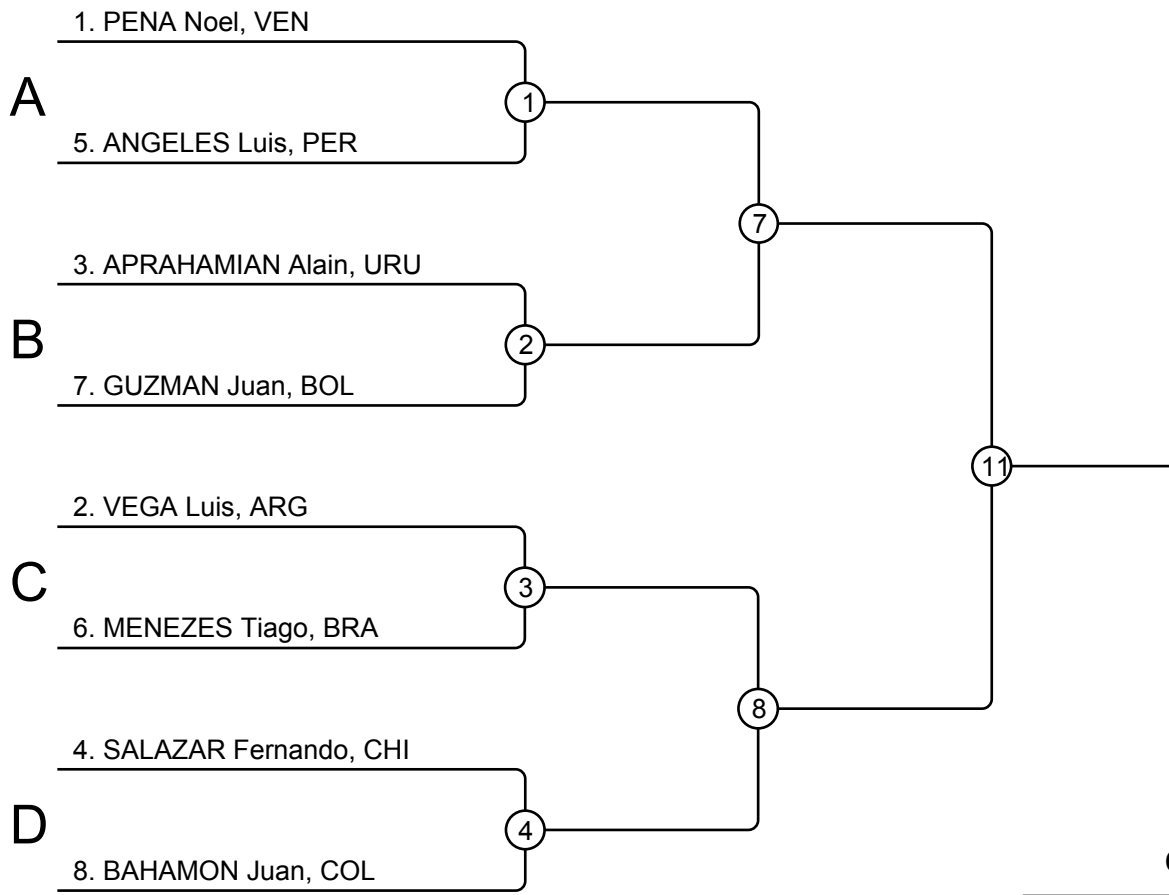 1. PENA Noel, VEN
A
1
5. ANGELES Luis, PER
7
3. APRAHAMIAN Alain, URU
B
2
7. GUZMAN Juan, BOL
11
2. VEGA Luis, ARG
C
3
6. MENEZES Tiago, BRA
8
4. SALAZAR Fernando, CHI
D
4
8. BAHAMON Juan, COL